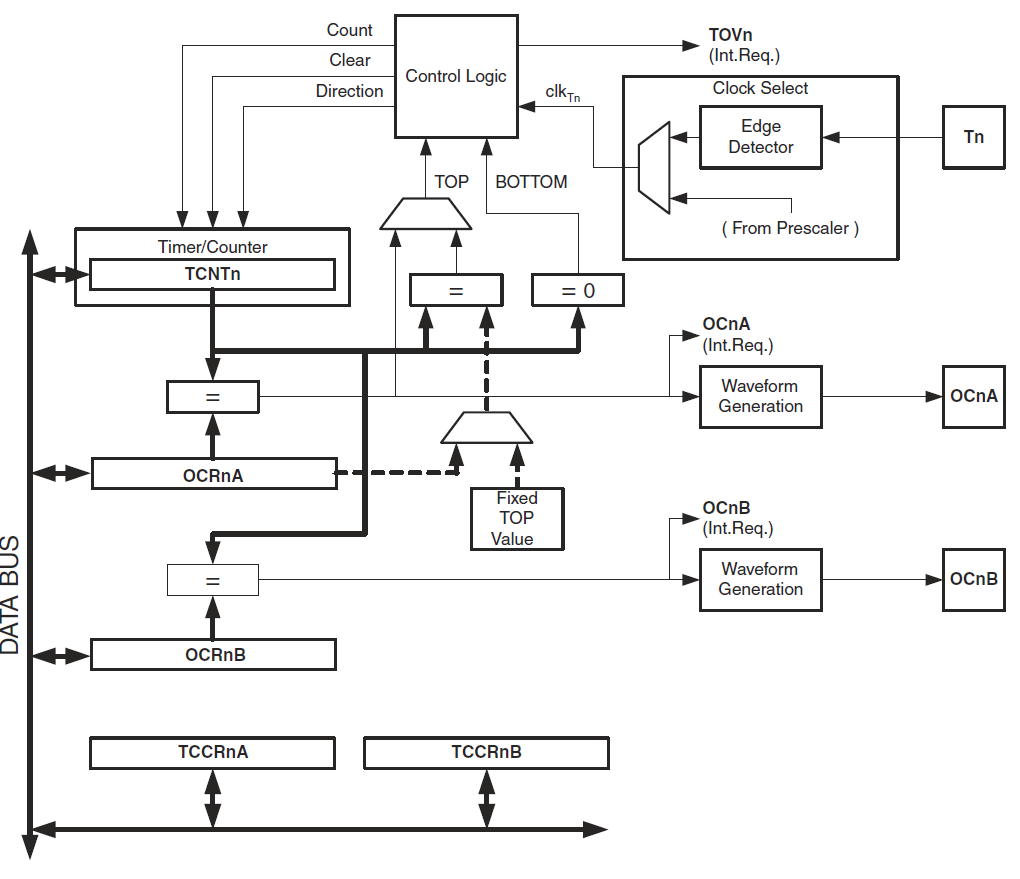 Count
Clear
Direction
Control Logic
TOVn
(Int.Req.)
clkTn
Clock Select
Edge
Detector
Tn
( From Prescaler )
TOP
BOTTOM
Timer/Counter
TCNTn
=
= 0
=
OCnA
(Int.Req.)
Waveform
Generation
OCnA
OCRnA
Fixed
TOP
Value
OCnB
(Int.Req.)
Waveform
Generation
OCnB
=
OCRnB
DATA BUS
TCCRnA
TCCRnB